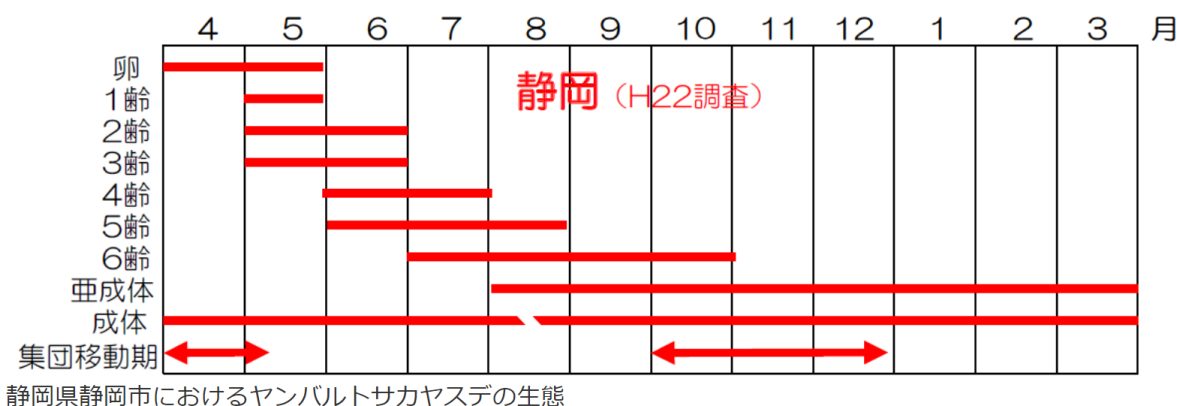 4 5 6 7 8 9 10 11 12 1 2 3 月
卵
静岡（H22調査）
1齢
2齢
3齢
4齢
5齢
6齢
亜成体
成体
集団移動期
静岡県静岡市におけるヤンバルトサカヤスデの生態